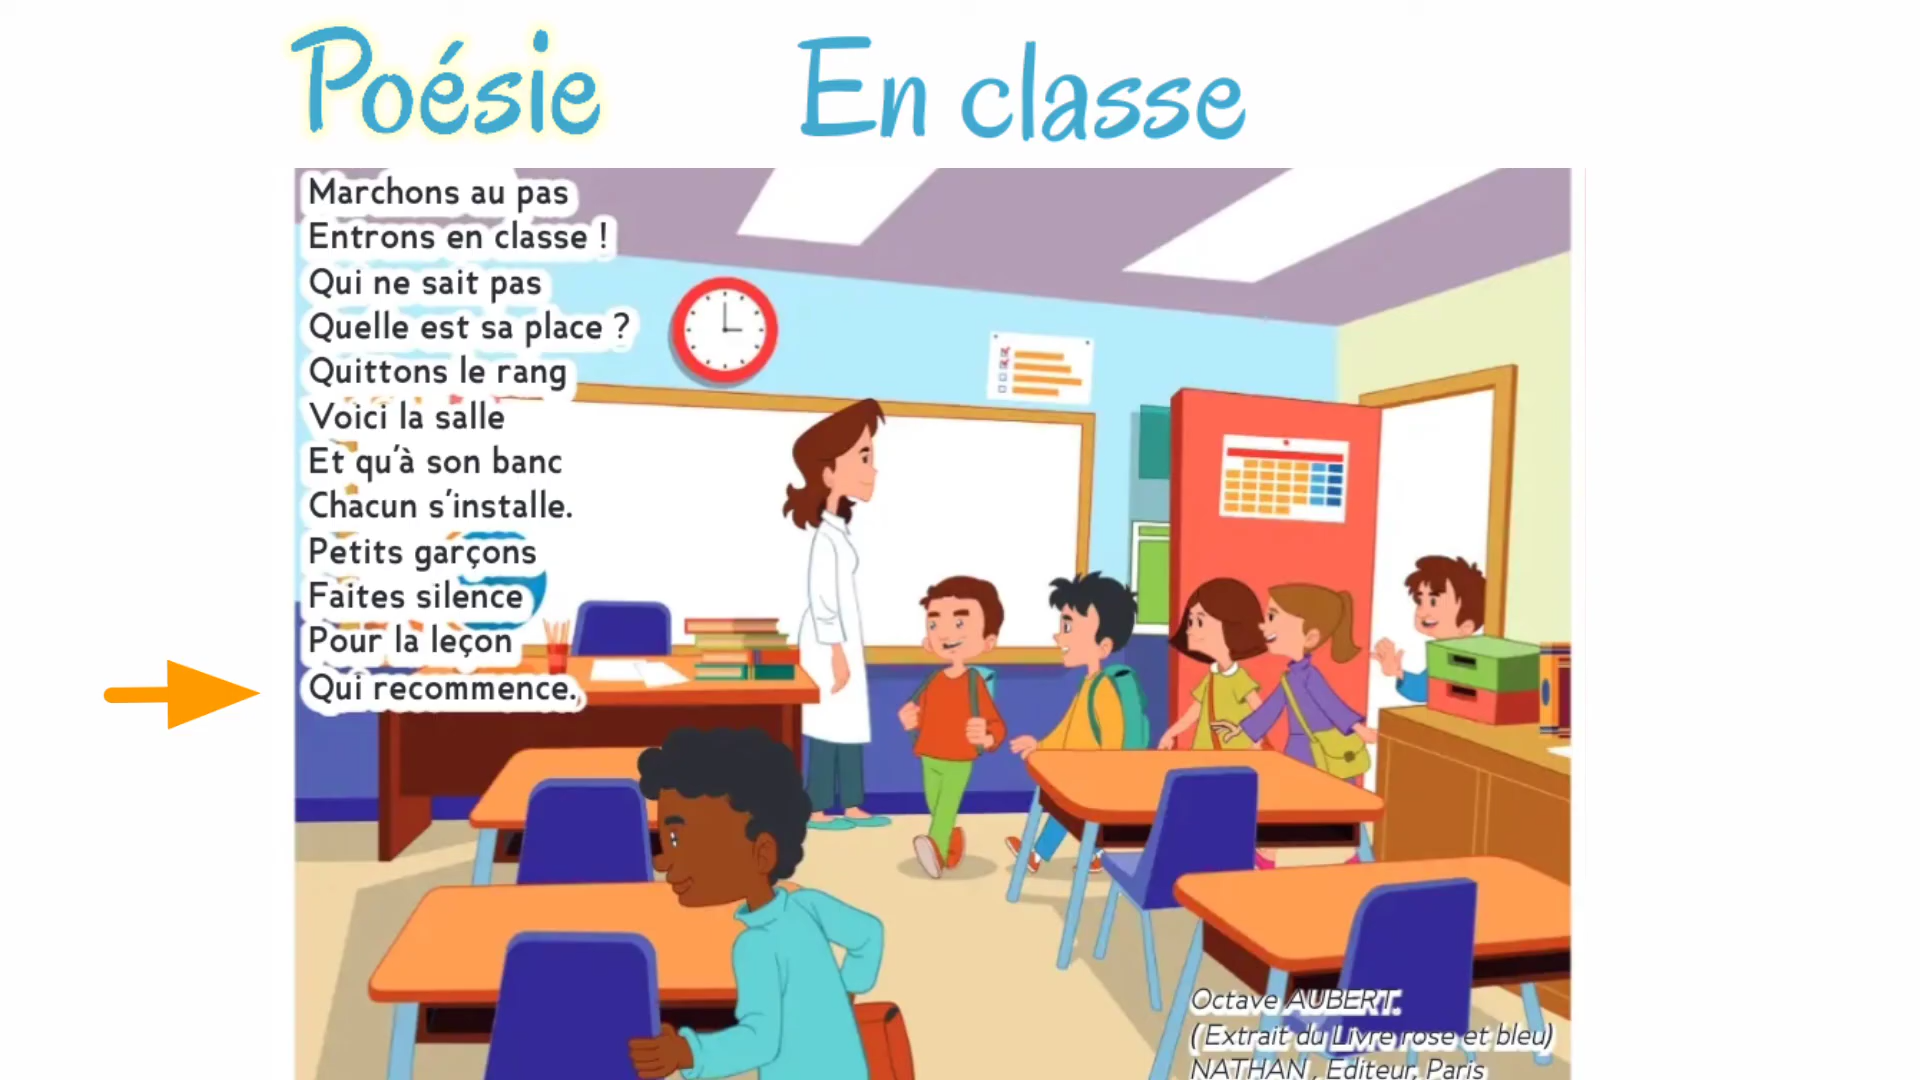 Poésie En classe
Marchons au pas
Entrons en classe !
Qui ne sait pas
Quelle est sa place ?
Quittons le rang
Voici la salle
Et qu'à son banc
Chacun s'installe.
Petits garçons
Faites silence
Pour la leçon
Qui recommence.
Octave AUBERT.
(Extrait du Livre rose et bleu)
NATHAN, Editeur, Paris